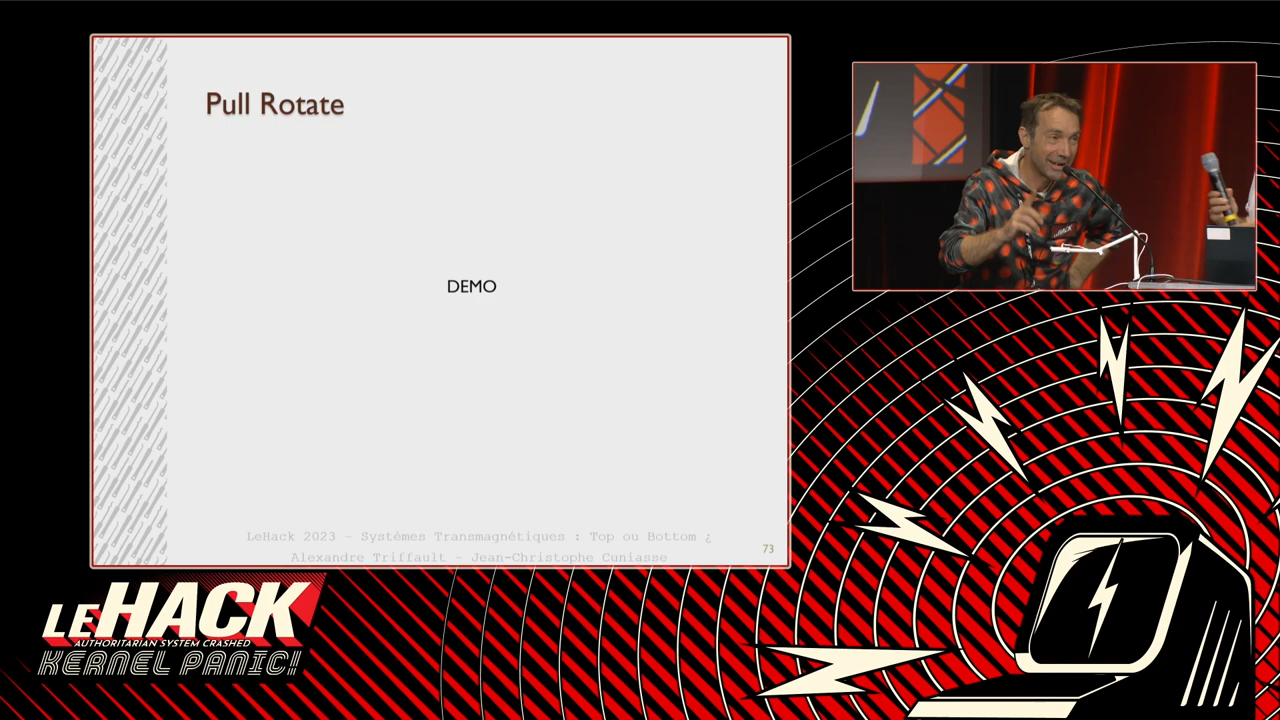 Pull Rotate
DEMO
LeHack 2023 – Systèmes Transmagnétiques : Top ou Bottom ¿
Alexandre Triffault – Jean-Christophe Cuniasse
73
LEHACK
AUTHORITARIAN SYSTEM CRASHED
KERNEL PANIC!
LEHACK